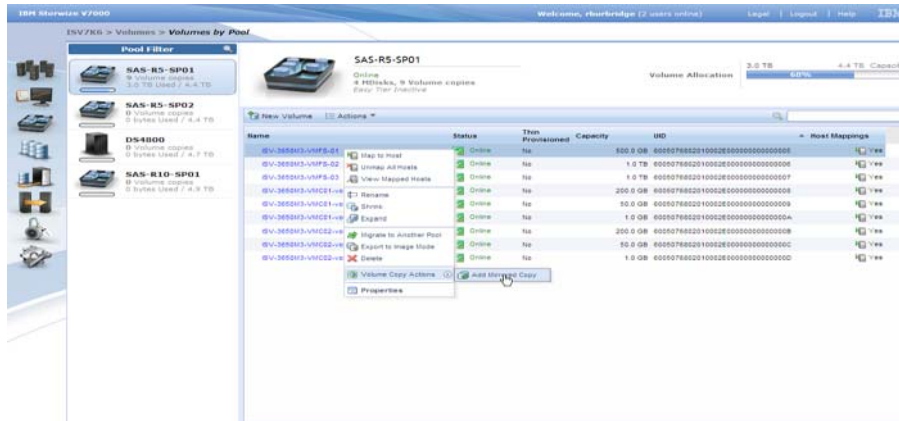 IBM Storwize V7000
Welcome, rburbridge (2 users online)
Legal | Logout | Help
IBM
ISV7K6 > Volumes > Volumes by Pool
Pool Filter
SAS-R5-SP01
9 Volume copies
3.0 TB Used / 4.4 TB
SAS-R5-SP02
0 Volume copies
0 bytes Used / 4.4 TB
DS4800
0 Volume copies
0 bytes Used / 4.7 TB
SAS-R10-SP01
0 Volume copies
0 bytes Used / 4.9 TB
SAS-R5-SP01
Online
4 MDisks, 9 Volume copies
Easy Tier Inactive
Volume Allocation
3.0 TB
4.4 TB Capaci
68%
New Volume Actions
Name Status Thin Provisioned Capacity UID Host Mappings
ISV-3650M3-VMFS-01 Online No 500.0 GB Yes
ISV-3650M3-VMFS-02 Online No 1.0 TB Yes
ISV-3650M3-VMFS-03 Online No 1.0 TB Yes
ISV-3650M3-VMC01-vs Online No 200.0 GB Yes
ISV-3650M3-VMC01-vs Online No 50.0 GB Yes
ISV-3650M3-VMC01-vs Online No 1.0 GB Yes
ISV-3650M3-VMC02-vs Online No 200.0 GB Yes
ISV-3650M3-VMC02-vs Online No 50.0 GB Yes
ISV-3650M3-VMC02-vs Online No 1.0 GB Yes
Map to Host
Unmap All Hosts
View Mapped Hosts
Rename
Shrink
Expand
Migrate to Another Pool
Export to Image Mode
Delete
Volume Copy Actions
Add Mirrored Copy
Properties